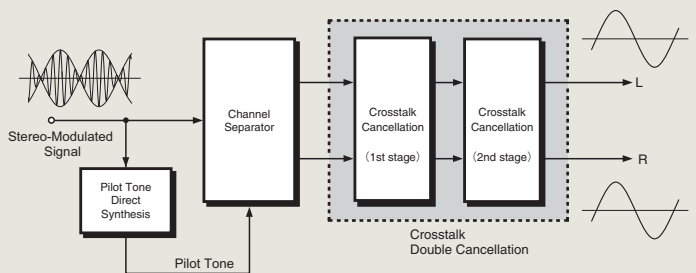 Stereo-Modulated
Signal
Pilot Tone
Direct
Synthesis
Pilot Tone
Channel
Separator
Crosstalk
Cancellation
(1st stage)
Crosstalk
Cancellation
(2nd stage)
L
R
Crosstalk
Double Cancellation